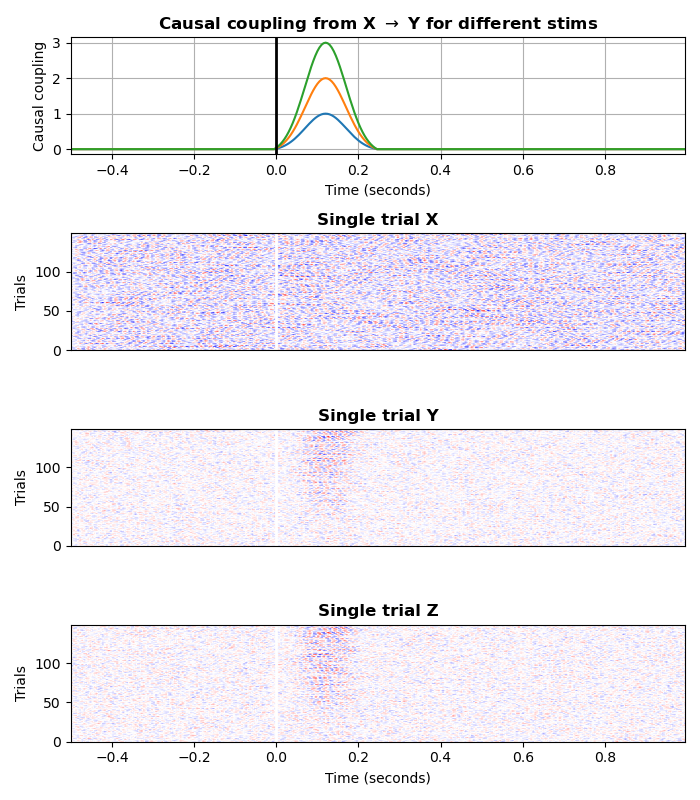 Causal coupling from X → Y for different stims
Causal coupling
3
2
1
0
−0.4 −0.2 0.0 0.2 0.4 0.6 0.8
Time (seconds)
Single trial X
Trials
100
50
0
Single trial Y
Trials
100
50
0
Single trial Z
Trials
100
50
0
−0.4 −0.2 0.0 0.2 0.4 0.6 0.8
Time (seconds)